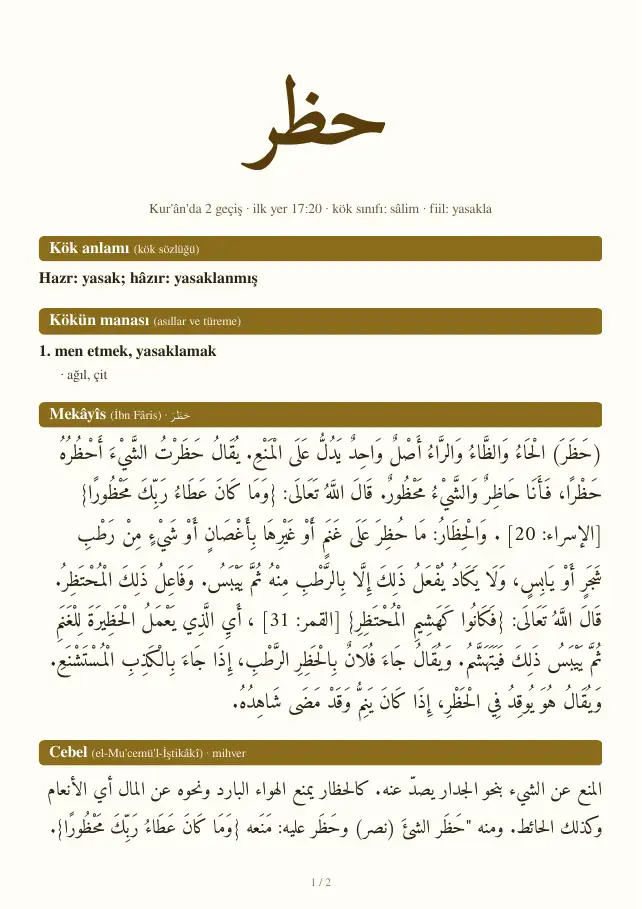 حظر
Kur'ân'da 2 geçiş · ilk yer 17:20 · kök sınıfı: sâlim · fiil: yasakla
Kök anlamı (kök sözlüğü)
Hazr: yasak; hâzır: yasaklanmış
Kökün manası (asıllar ve türeme)
1. men etmek, yasaklamak
· ağıl, çit
Mekâyîs (İbn Fâris) · حَظَرَ
(حَظَرَ) الْحَاءُ وَالظَّاءُ وَالرَّاءُ أَصْلٌ وَاحِدٌ يَدُلُّ عَلَى الْمَنْعِ. يُقَالُ حَظَرْتُ الشَّيْءَ أَحْظُرُهُ
حَظْرًا، فَأَنَا حَاظِرٌ وَالشَّيْءُ مَحْظُورٌ. قَالَ اللَّهُ تَعَالَى: {وَمَا كَانَ عَطَاءُ رَبِّكَ مَحْظُورًا}
[الإسراء: 20] . وَالْحِظَارُ: مَا حُظِرَ عَلَى غَنَمٍ أَوْ غَيْرِهَا بِأَغْصَانٍ أَوْ شَيْءٍ مِنْ رَطْبِ
شَجَرٍ أَوْ يَابِسٍ، وَلَا يَكَادُ يُفْعَلُ ذَلِكَ إِلَّا بِالرَّطْبِ مِنْهُ ثُمَّ يَيْبَسُ. وَفَاعِلُ ذَلِكَ الْمُحْتَظِرُ.
قَالَ اللَّهُ تَعَالَى: {فَكَانُوا كَهَشِيمِ الْمُحْتَظِرِ} [القمر: 31] ، أَيِ الَّذِي يَعْمَلُ الْحَظِيرَةَ لِلْغَنَمِ
ثُمَّ يَيْبَسُ ذَلِكَ فَيَتَهَشَّمُ. وَيُقَالُ جَاءَ فُلَانٌ بِالْحَظِرِ الرَّطْبِ، إِذَا جَاءَ بِالْكَذِبِ الْمُسْتَشْنَعِ.
وَيُقَالُ هُوَ يُوقِدُ فِي الْحَظْرِ، إِذَا كَانَ يَنِمُّ وَقَدْ مَضَى شَاهِدُهُ.
Cebel (el-Mu'cemü'l-İştikâkî) · mihver
المنع عن الشيء بنحو الجدار يصدّ عنه. كالحظار يمنع الهواء البارد ونحوه عن المال أي الأنعام
وكذلك الحائط. ومنه "حَظَر الشئَ (نصر) وحَظَر عليه: مَنَعه {وَمَا كَانَ عَطَاءُ رَبِّكَ مَحْظُورًا}.
1 / 2